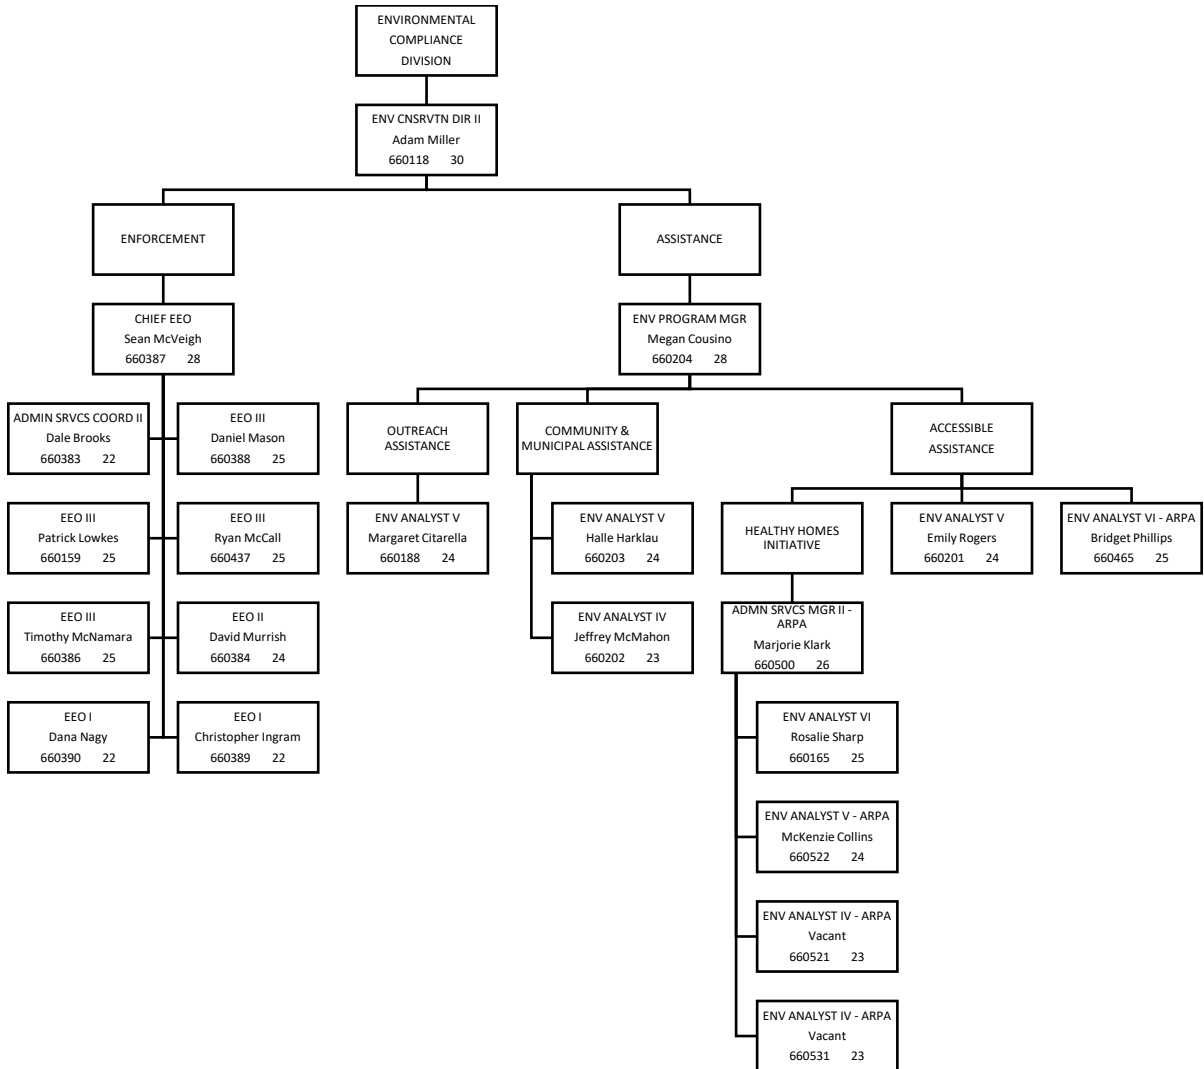 ENVIRONMENTAL
COMPLIANCE
DIVISION
ENV CNSRVTN DIR II
Adam Miller
660118 30
ENFORCEMENT
CHIEF EEO
Sean McVeigh
660387 28
ADMIN SRVCS COORD II
Dale Brooks
660383 22
EEO III
Daniel Mason
660388 25
EEO III
Patrick Lowkes
660159 25
EEO III
Ryan McCall
660437 25
EEO III
Timothy McNamara
660386 25
EEO II
David Murrish
660384 24
EEO I
Dana Nagy
660390 22
EEO I
Christopher Ingram
660389 22
ASSISTANCE
ENV PROGRAM MGR
Megan Cousino
660204 28
OUTREACH
ASSISTANCE
ENV ANALYST V
Margaret Citarella
660188 24
COMMUNITY &
MUNICIPAL ASSISTANCE
ENV ANALYST V
Halle Harklau
660203 24
ENV ANALYST IV
Jeffrey McMahon
660202 23
ACCESSIBLE
ASSISTANCE
HEALTHY HOMES
INITIATIVE
ADMN SRVCS MGR II -
ARPA
Marjorie Klark
660500 26
ENV ANALYST VI
Rosalie Sharp
660165 25
ENV ANALYST V - ARPA
McKenzie Collins
660522 24
ENV ANALYST IV - ARPA
Vacant
660521 23
ENV ANALYST IV - ARPA
Vacant
660531 23
ENV ANALYST V
Emily Rogers
660201 24
ENV ANALYST VI - ARPA
Bridget Phillips
660465 25